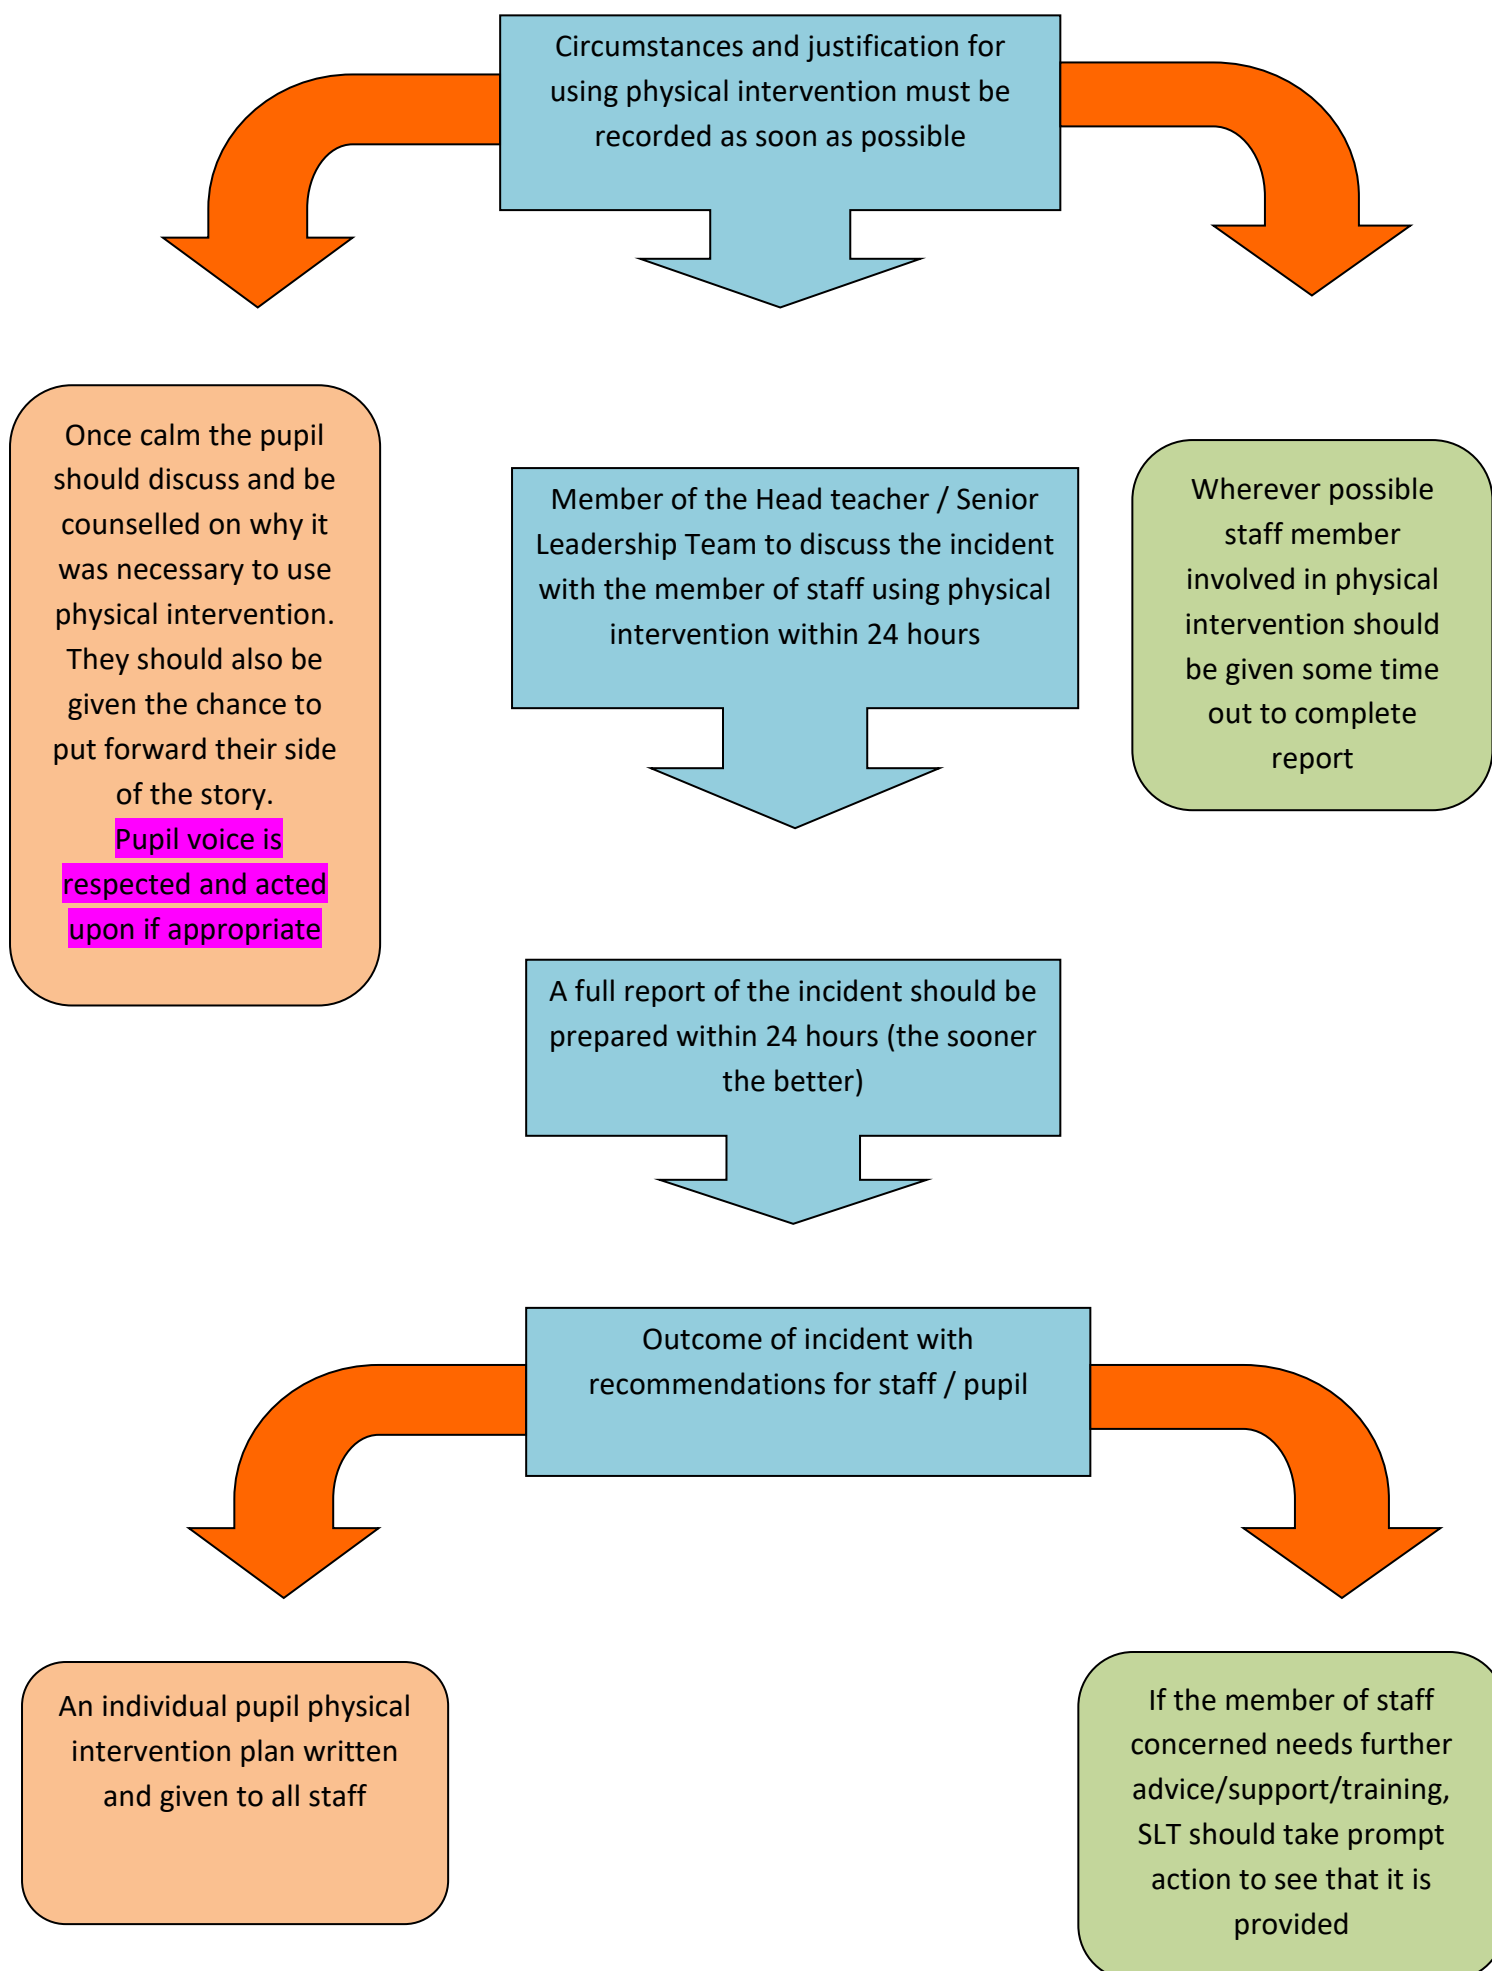 Circumstances and justification for
using physical intervention must be
recorded as soon as possible
Once calm the pupil
should discuss and be
counselled on why it
was necessary to use
physical intervention.
They should also be
given the chance to
put forward their side
of the story.
Pupil voice is
respected and acted
upon if appropriate
Member of the Head teacher / Senior
Leadership Team to discuss the incident
with the member of staff using physical
intervention within 24 hours
Wherever possible
staff member
involved in physical
intervention should
be given some time
out to complete
report
A full report of the incident should be
prepared within 24 hours (the sooner
the better)
Outcome of incident with
recommendations for staff / pupil
An individual pupil physical
intervention plan written
and given to all staff
If the member of staff
concerned needs further
advice/support/training,
SLT should take prompt
action to see that it is
provided